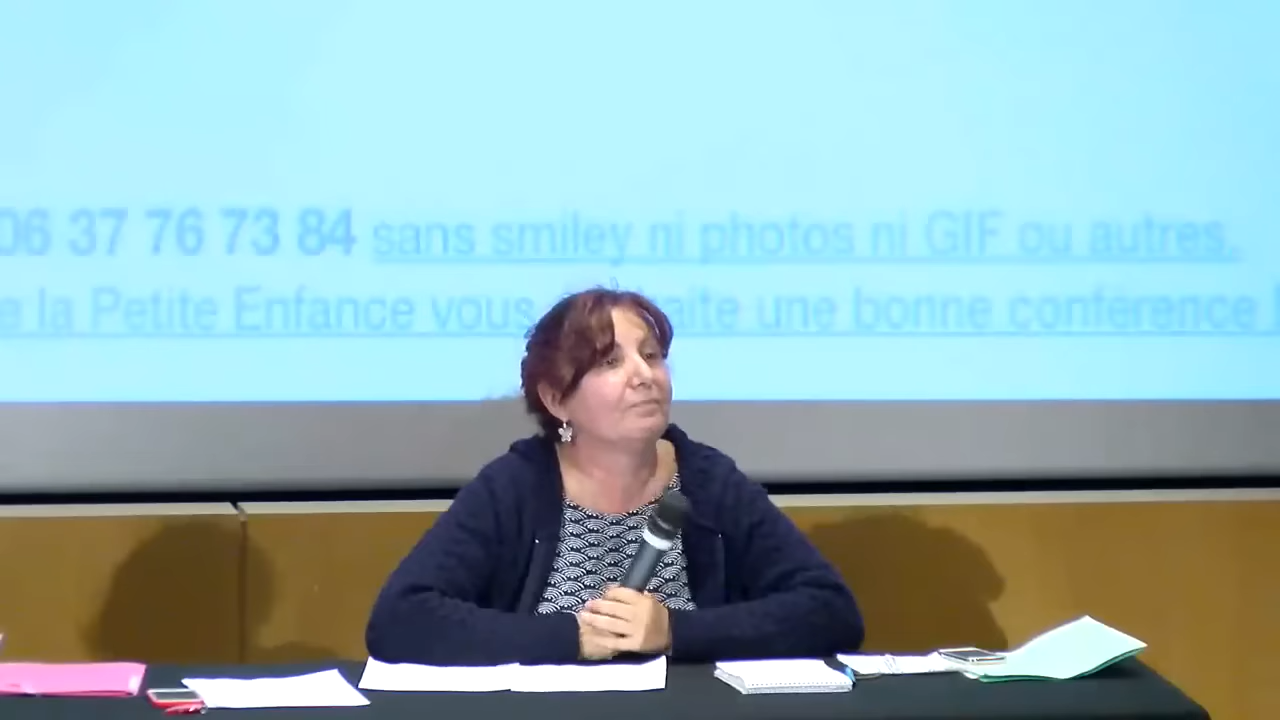 06 37 76 73 84 sans smiley ni photos ni GIF ou autres.
e la Petite Enfance vous aite une bonne conférence